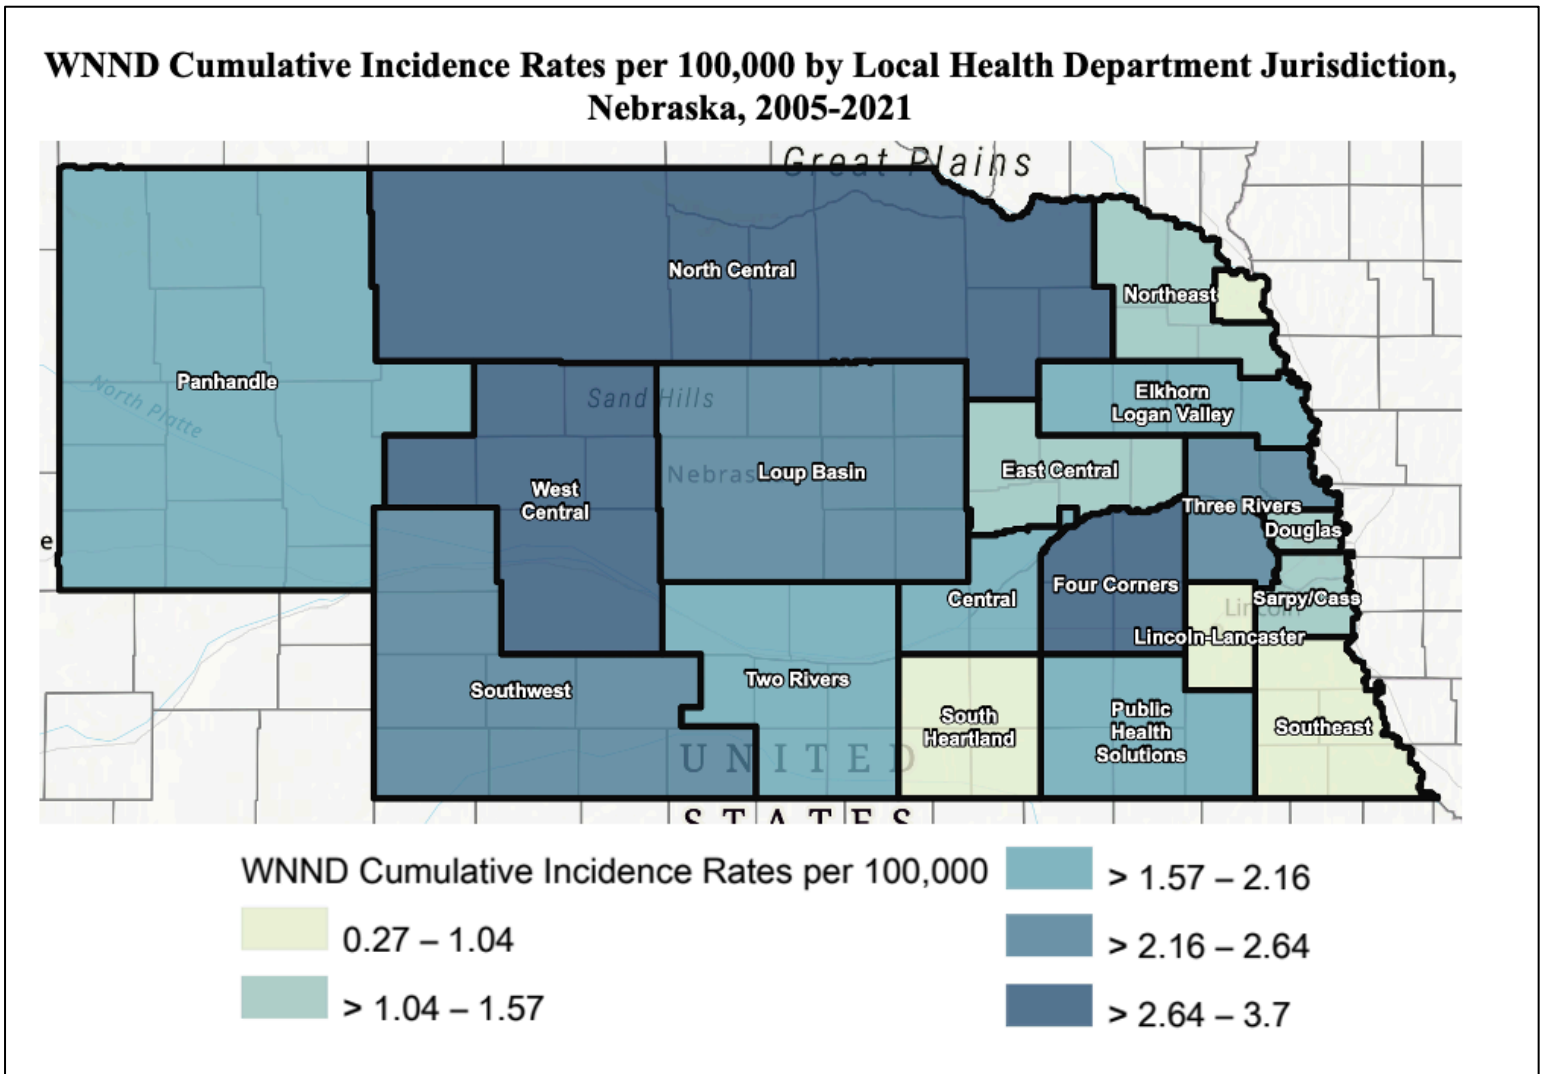 WNND Cumulative Incidence Rates per 100,000 by Local Health Department Jurisdiction,
Nebraska, 2005-2021
Great Plains
North Central
Northeast
Panhandle
North Platte
Sand Hills
Elkhorn
Logan Valley
Nebras
Loup Basin
East Central
West
Central
Three Rivers
Douglas
e
Four Corners
Central
Sarpy/Cass
Lincoln
Lincoln-Lancaster
Two Rivers
Southwest
South
Heartland
Public
Health
Solutions
Southeast
UNITED
STATES
WNND Cumulative Incidence Rates per 100,000
0.27 – 1.04
> 1.04 – 1.57
> 1.57 – 2.16
> 2.16 – 2.64
> 2.64 – 3.7